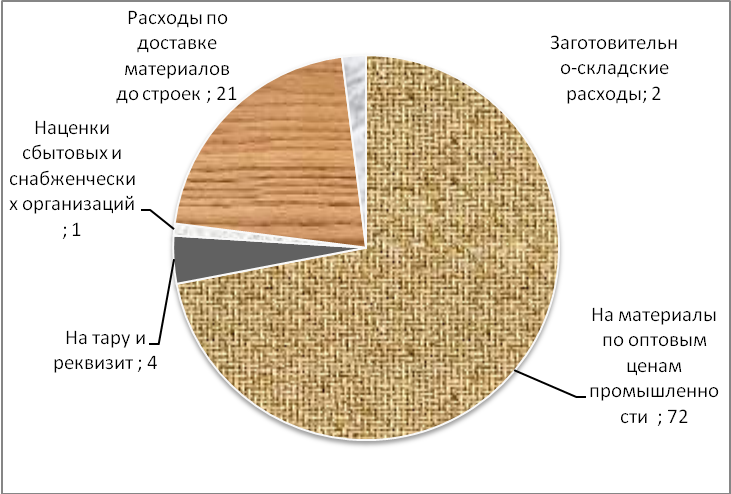 Расходы по
доставке
материалов
до строек ; 21
Заготовительн
о-складские
расходы; 2
Наценки
сбытовых и
снабженчески
х организаций
; 1
На тару и
реквизит ; 4
На материалы
по оптовым
ценам
промышленно
сти  ; 72